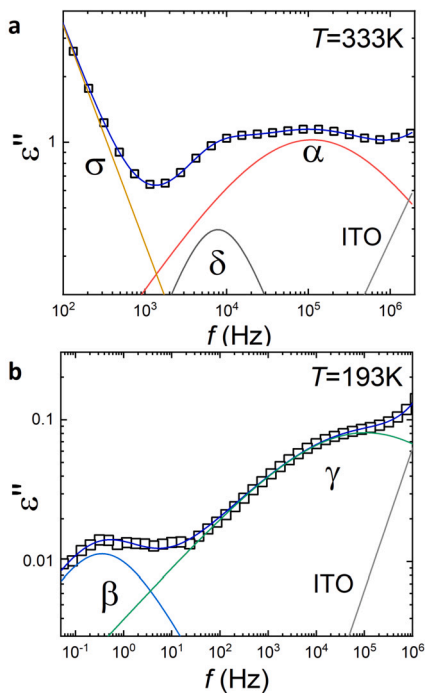 a
T=333K
ε"
1
σ
α
δ
ITO
10² 10³ 10⁴ 10⁵ 10⁶
f (Hz)
b
T=193K
ε"
0.1
0.01
β
γ
ITO
10⁻¹ 10⁰ 10¹ 10² 10³ 10⁴ 10⁵ 10⁶
f (Hz)